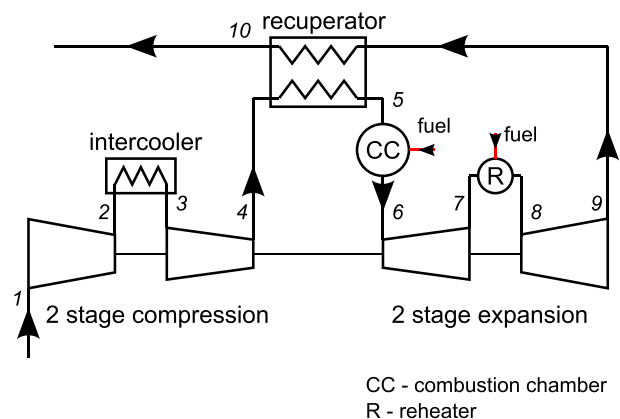 10 recuperator
5
fuel
fuel
intercooler
CC
R
2
3
4
6
7
8
9
1
2 stage compression
2 stage expansion
CC - combustion chamber
R - reheater